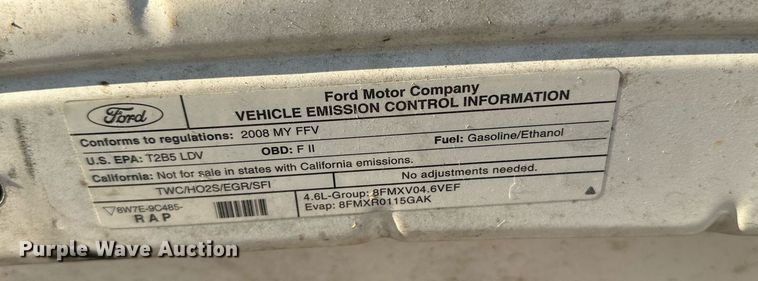 Ford Motor Company
Ford
VEHICLE EMISSION CONTROL INFORMATION
Conforms to regulations: 2008 MY FFV
Fuel: Gasoline/Ethanol
U.S. EPA: T2B5 LDV
OBD: F II
California: Not for sale in states with California emissions.
No adjustments needed.
TWC/HO2S/EGR/SFI
4.6L-Group: 8FMXV04.6VEF
8W7E-9C485-
Evap: 8FMXR0115GAK
R A P
Purple Wave Auction